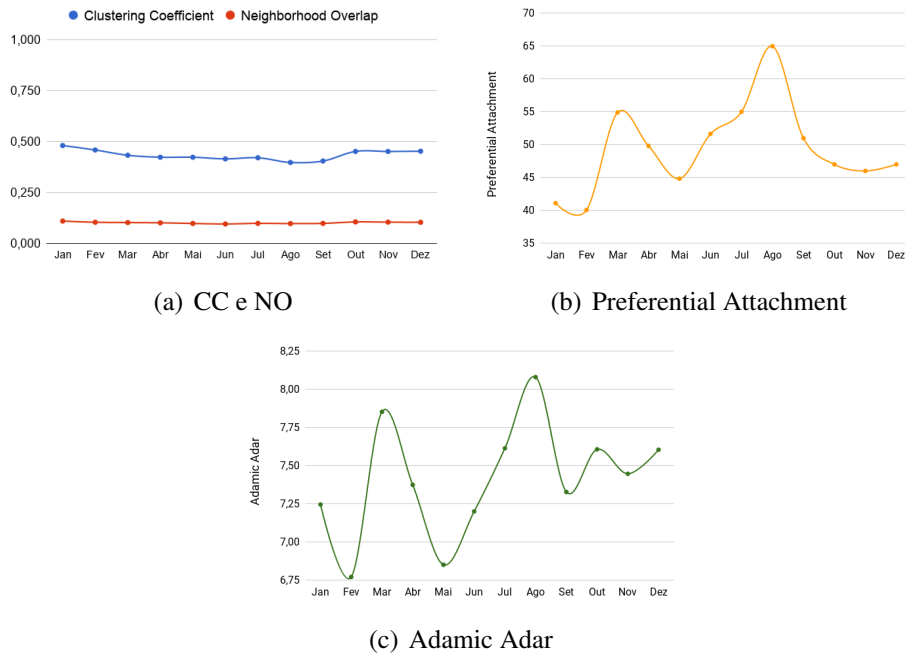 Clustering Coefficient Neighborhood Overlap
1,000
0,750
0,500
0,250
0,000
Jan Fev Mar Abr Mai Jun Jul Ago Set Out Nov Dez
(a) CC e NO
Preferential Attachment
70
65
60
55
50
45
40
35
Jan Fev Mar Abr Mai Jun Jul Ago Set Out Nov Dez
(b) Preferential Attachment
Adamic Adar
8,25
8,00
7,75
7,50
7,25
7,00
6,75
Jan Fev Mar Abr Mai Jun Jul Ago Set Out Nov Dez
(c) Adamic Adar